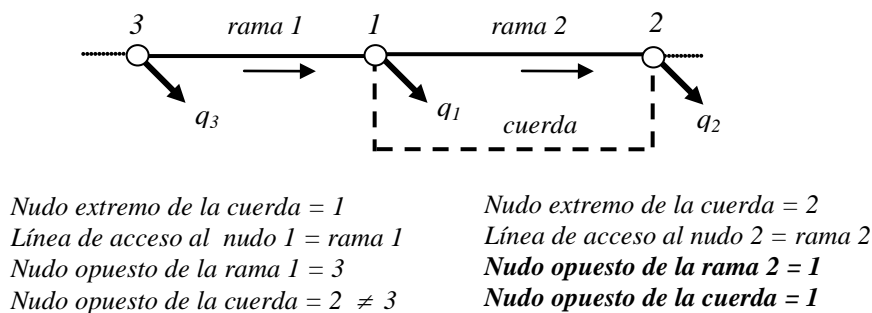 3 rama 1 1 rama 2 2
q3 q1 cuerda q2
Nudo extremo de la cuerda = 1
Línea de acceso al nudo 1 = rama 1
Nudo opuesto de la rama 1 = 3
Nudo opuesto de la cuerda = 2 ≠ 3
Nudo extremo de la cuerda = 2
Línea de acceso al nudo 2 = rama 2
Nudo opuesto de la rama 2 = 1
Nudo opuesto de la cuerda = 1